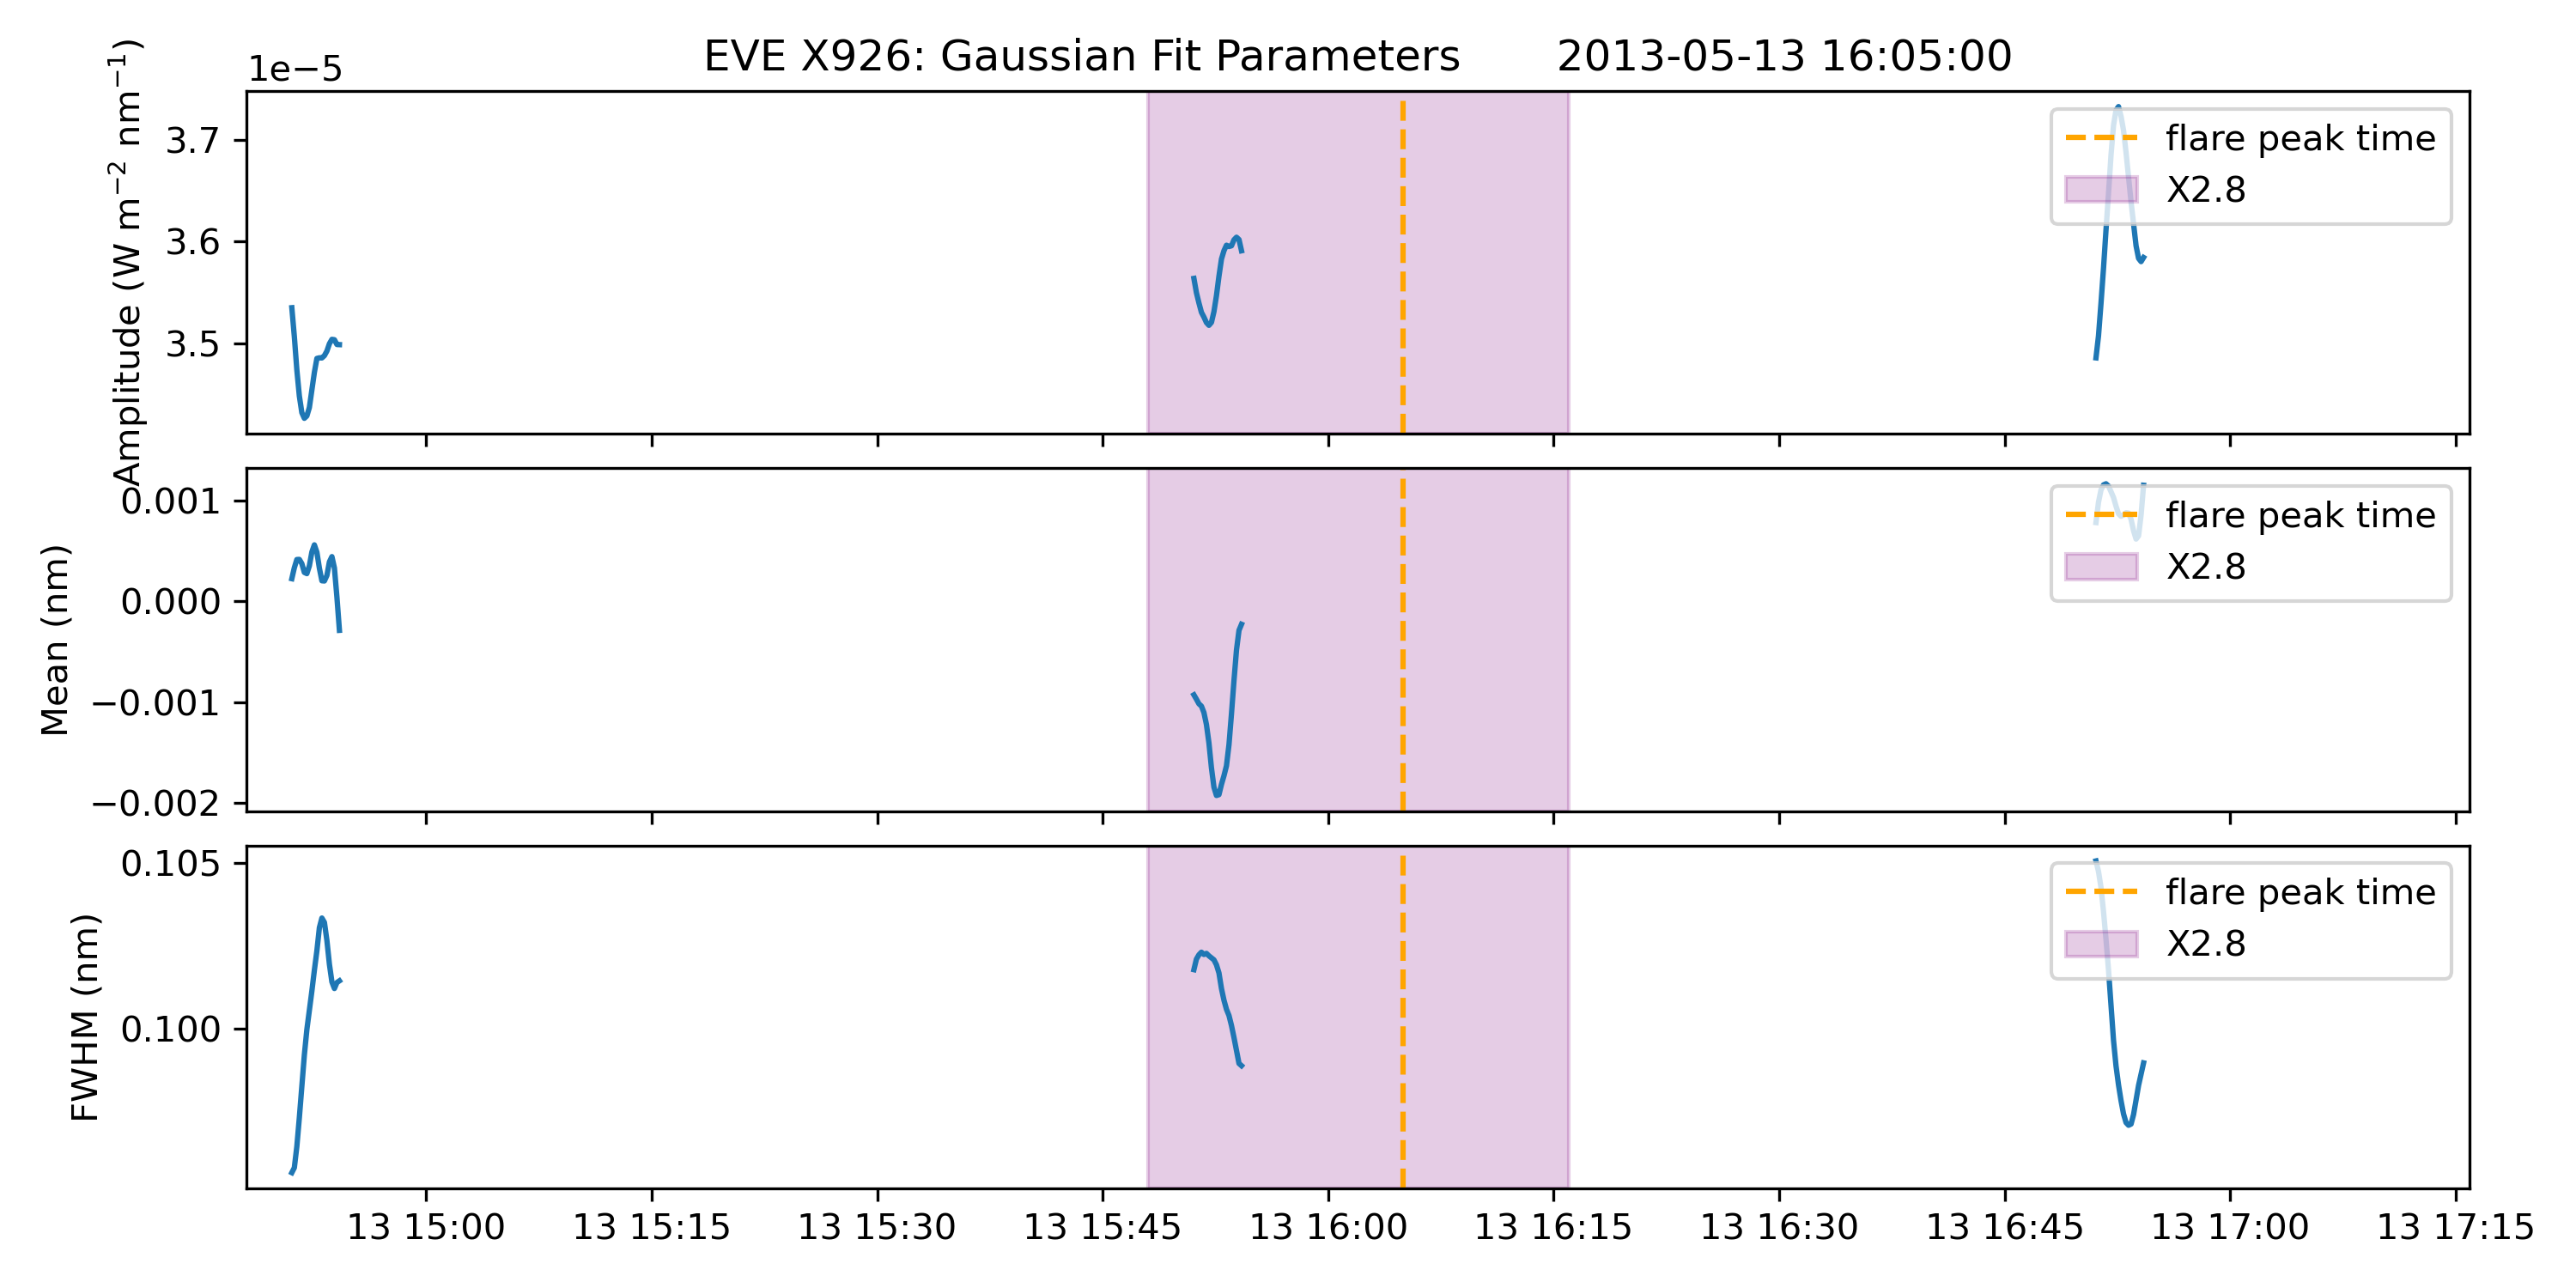 EVE X926: Gaussian Fit Parameters 2013-05-13 16:05:00
1e−5
Amplitude (W m⁻² nm⁻¹)
3.7
3.6
3.5
flare peak time
X2.8
Mean (nm)
0.001
0.000
−0.001
−0.002
flare peak time
X2.8
FWHM (nm)
0.105
0.100
flare peak time
X2.8
13 15:00 13 15:15 13 15:30 13 15:45 13 16:00 13 16:15 13 16:30 13 16:45 13 17:00 13 17:15